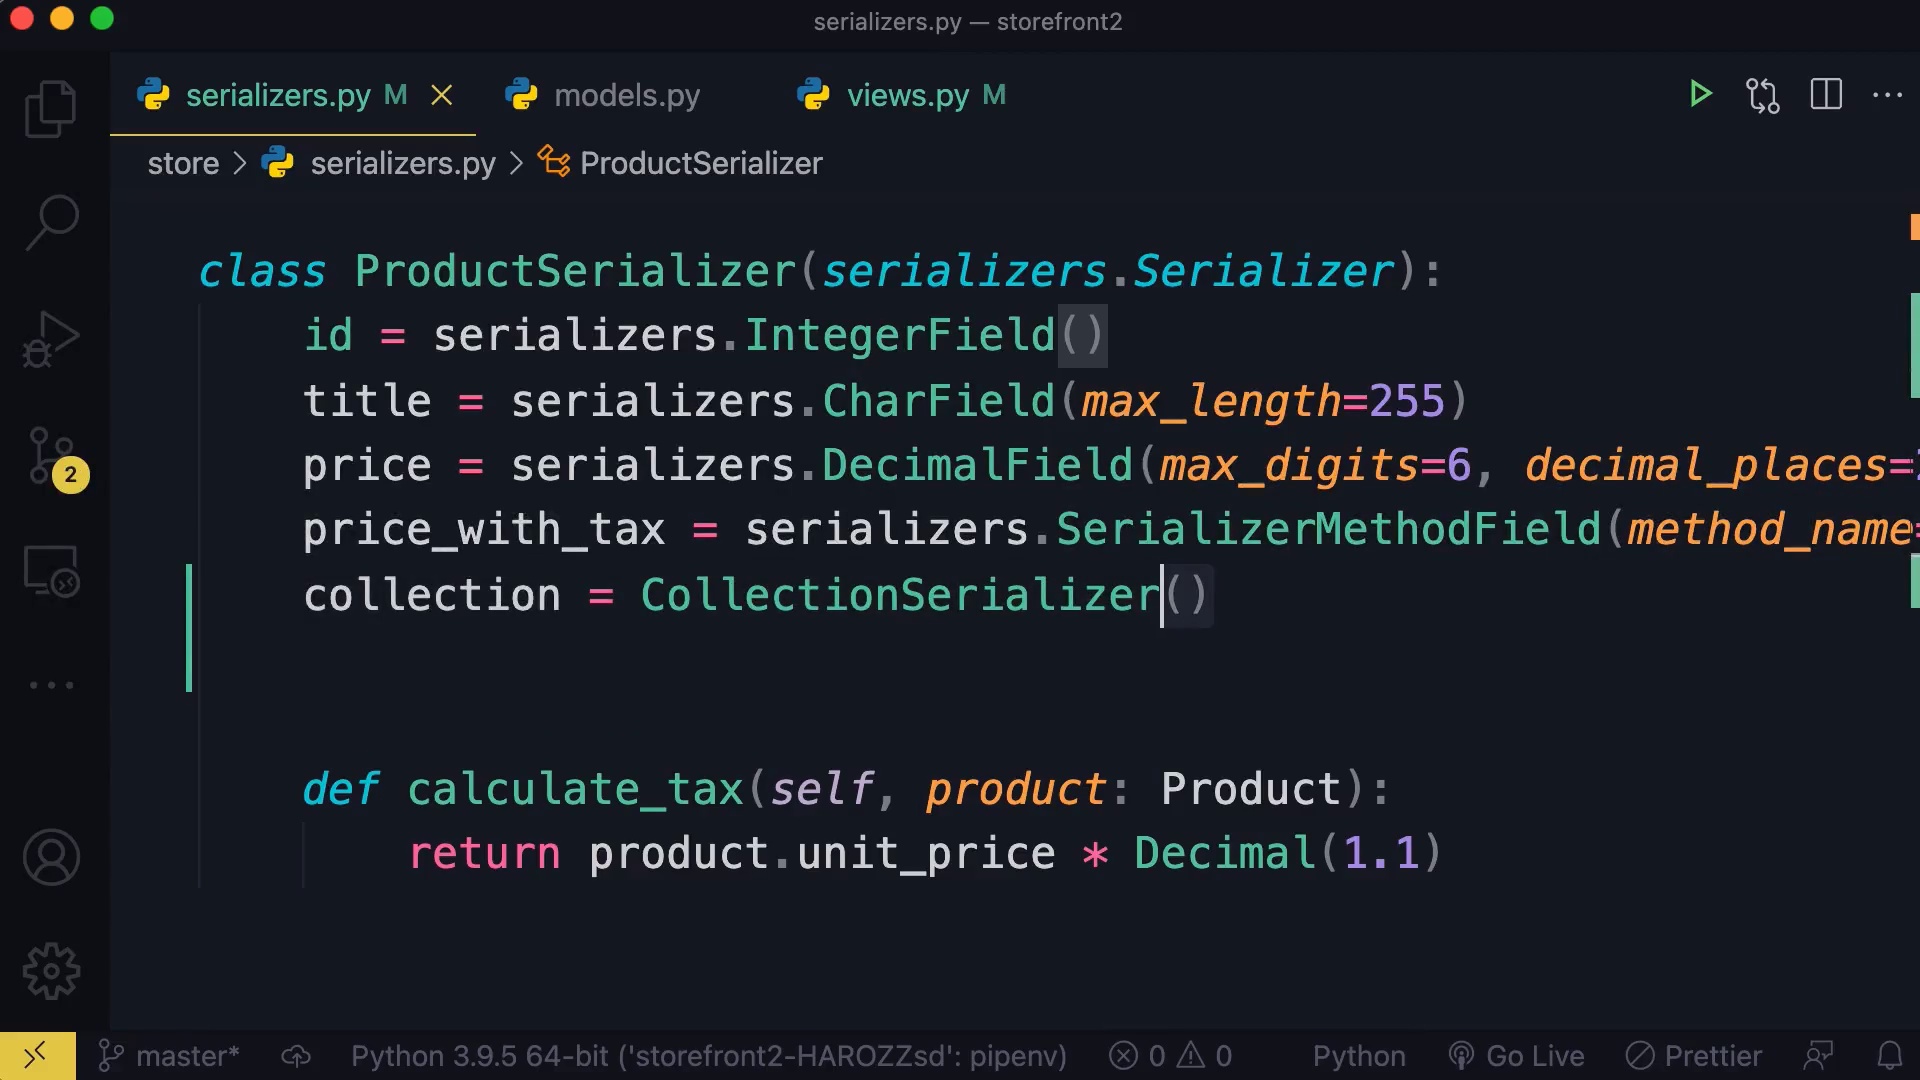 serializers.py — storefront2
serializers.py M models.py views.py M
store > serializers.py > ProductSerializer
class ProductSerializer(serializers.Serializer):
id = serializers.IntegerField()
title = serializers.CharField(max_length=255)
price = serializers.DecimalField(max_digits=6, decimal_places=
price_with_tax = serializers.SerializerMethodField(method_name=
collection = CollectionSerializer()
2
def calculate_tax(self, product: Product):
return product.unit_price * Decimal(1.1)
master* Python 3.9.5 64-bit ('storefront2-HAROZZsd': pipenv) 0 0 Python Go Live Prettier